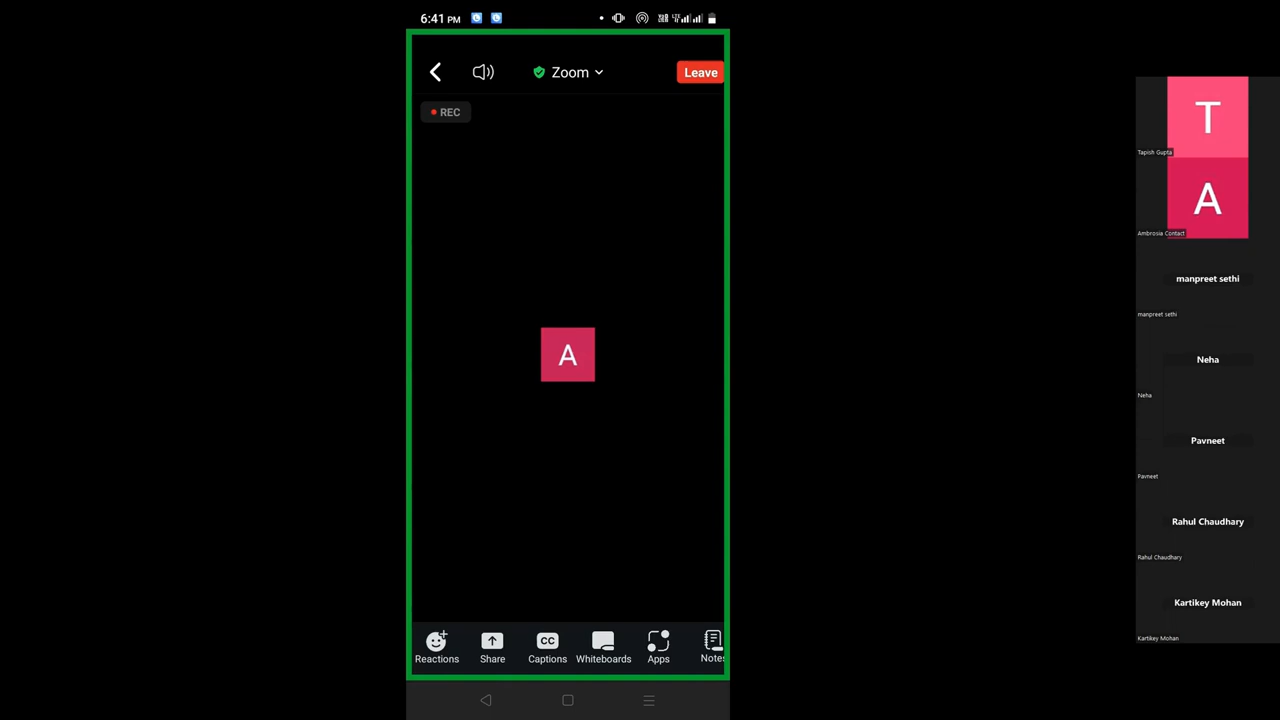 6:41 PM
Zoom
Leave
REC
A
Reactions
Share
CC
Captions
Whiteboards
Apps
Notes
T
Tapish Gupta
A
Ambrosia Contact
manpreet sethi
manpreet sethi
Neha
Neha
Pavneet
Pavneet
Rahul Chaudhary
Rahul Chaudhary
Kartikey Mohan
Kartikey Mohan